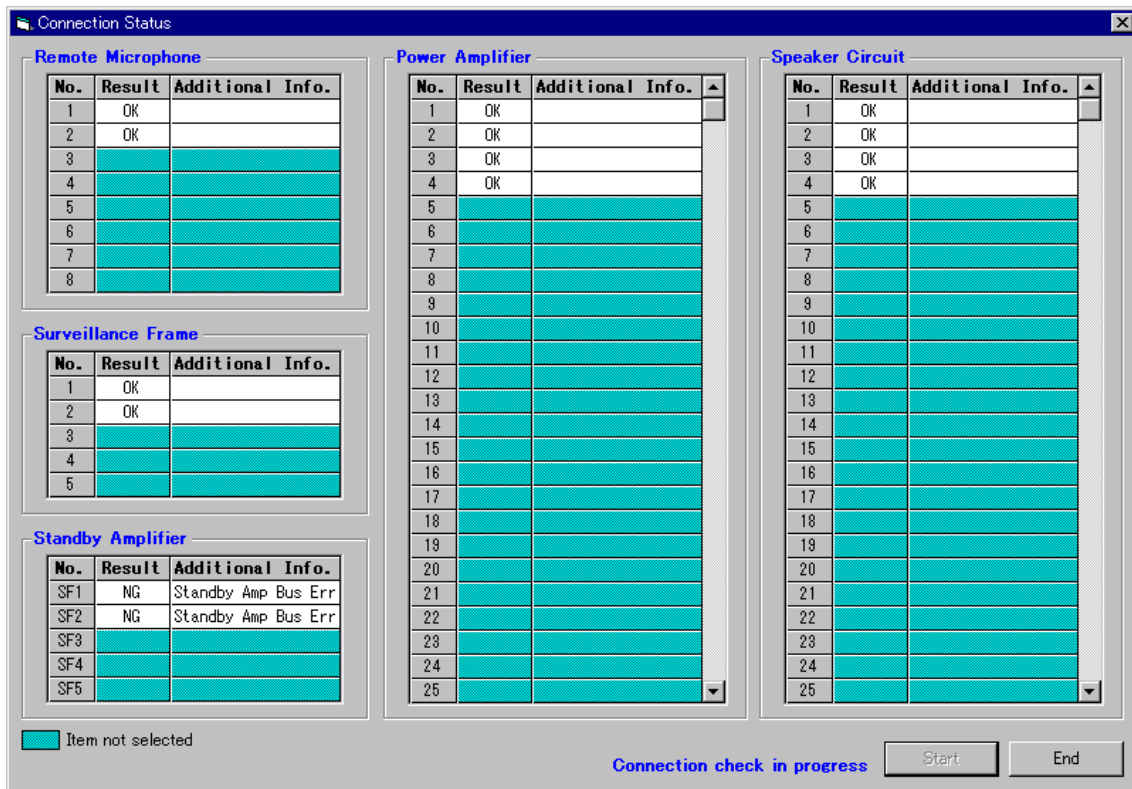 Connection Status
Remote Microphone
No. Result Additional Info.
1 OK
2 OK
3
4
5
6
7
8
Surveillance Frame
No. Result Additional Info.
1 OK
2 OK
3
4
5
Standby Amplifier
No. Result Additional Info.
SF1 NG Standby Amp Bus Err
SF2 NG Standby Amp Bus Err
SF3
SF4
SF5
Item not selected
Power Amplifier
No. Result Additional Info.
1 OK
2 OK
3 OK
4 OK
5
6
7
8
9
10
11
12
13
14
15
16
17
18
19
20
21
22
23
24
25
Speaker Circuit
No. Result Additional Info.
1 OK
2 OK
3 OK
4 OK
5
6
7
8
9
10
11
12
13
14
15
16
17
18
19
20
21
22
23
24
25
Connection check in progress
Start
End